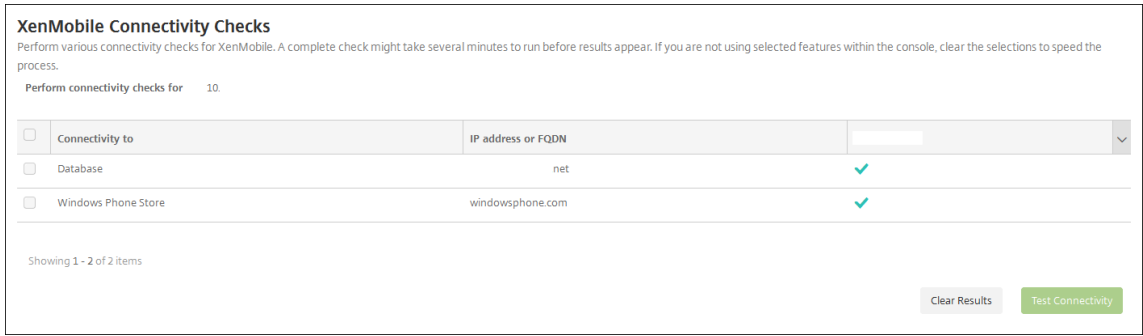 XenMobile Connectivity Checks
Perform various connectivity checks for XenMobile. A complete check might take several minutes to run before results appear. If you are not using selected features within the console, clear the selections to speed the
process.
Perform connectivity checks for 10.
Connectivity to IP address or FQDN
Database net
Windows Phone Store windowsphone.com
Showing 1 - 2 of 2 items
Clear Results Test Connectivity